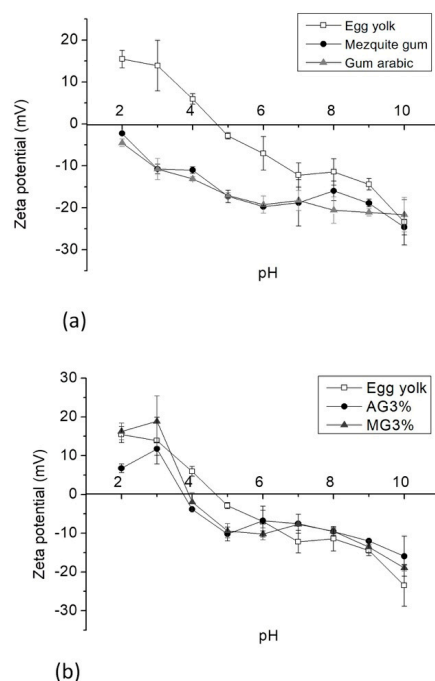 (a)
Egg yolk
Mezquite gum
Gum arabic
20
10
0
-10
-20
-30
2
4
6
8
10
Zeta potential (mV)
pH
(b)
Egg yolk
AG3%
MG3%
30
20
10
0
-10
-20
-30
2
4
6
8
10
Zeta potential (mV)
pH